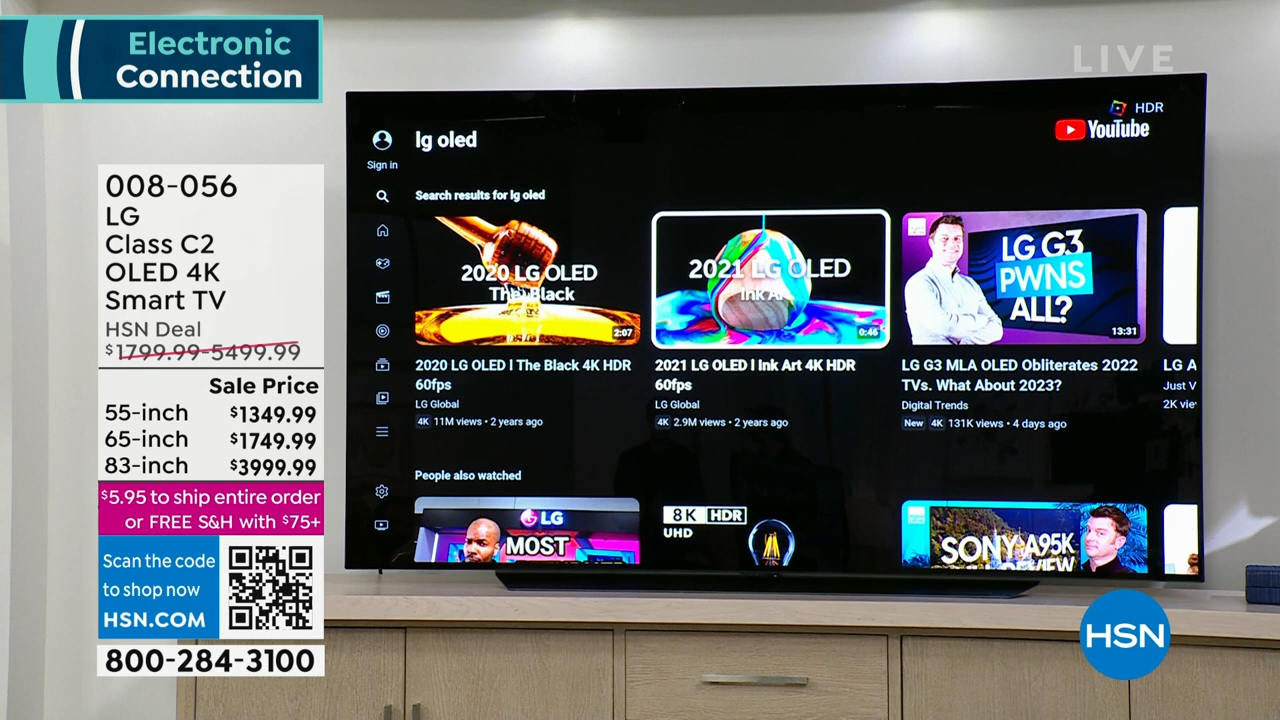 Electronic
Connection
LIVE
008-056
LG
Class C2
OLED 4K
Smart TV
HSN Deal
$1799.99-5499.99
Sale Price
55-inch $1349.99
65-inch $1749.99
83-inch $3999.99
$5.95 to ship entire order
or FREE S&H with $75+
Scan the code
to shop now
HSN.COM
800-284-3100
HDR
YouTube
lg oled
Sign in
Search results for lg oled
2020 LG OLED
The Black
2:07
2021 LG OLED
Ink Art
0:46
LG G3
PWNS
ALL?
13:31
2020 LG OLED l The Black 4K HDR
60fps
LG Global
4K 11M views • 2 years ago
2021 LG OLED l Ink Art 4K HDR
60fps
LG Global
4K 2.9M views • 2 years ago
LG G3 MLA OLED Obliterates 2022
TVs. What About 2023?
Digital Trends
New 4K 131K views • 4 days ago
LG A
Just V
2K vie
People also watched
LG
MOST
8K HDR
UHD
SONY A95K
REVIEW
HSN